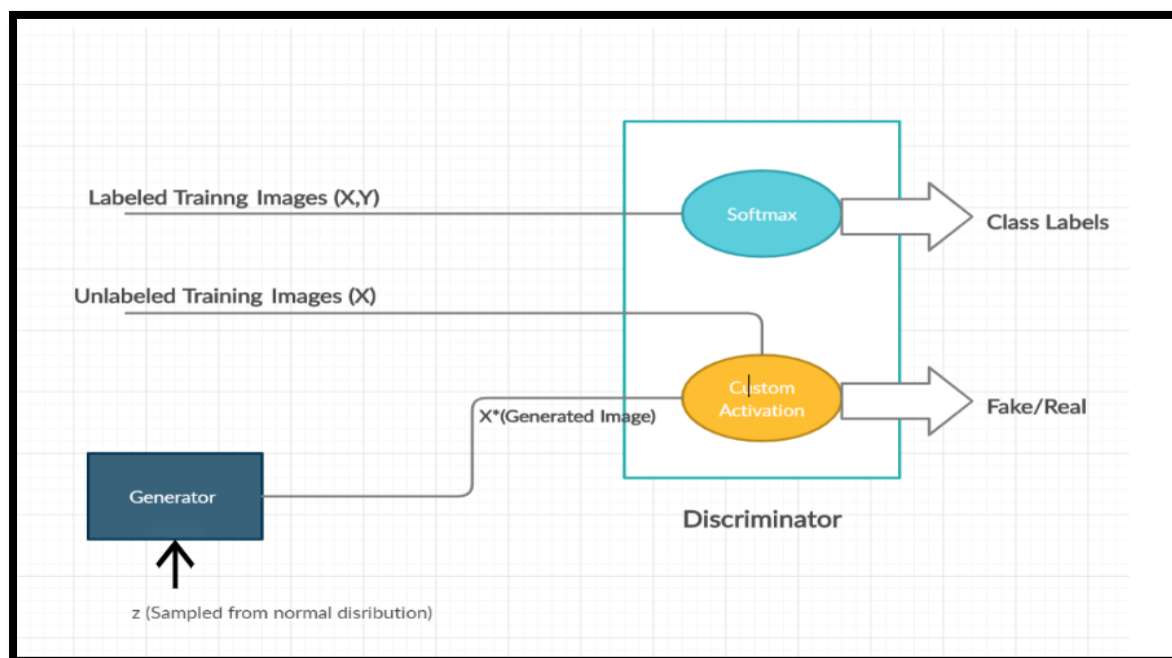 Labeled Trainng Images (X,Y)
Softmax
Class Labels
Unlabeled Training Images (X)
Custom
Activation
Fake/Real
X*(Generated Image)
Generator
Discriminator
z (Sampled from normal disribution)